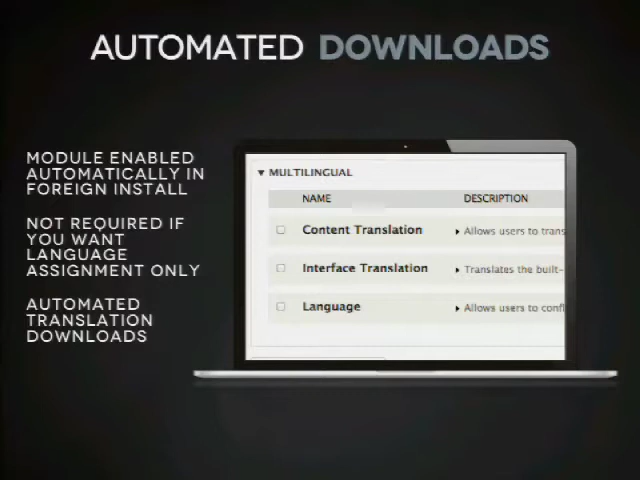 AUTOMATED DOWNLOADS
MODULE ENABLED
AUTOMATICALLY IN
FOREIGN INSTALL
NOT REQUIRED IF
YOU WANT
LANGUAGE
ASSIGNMENT ONLY
AUTOMATED
TRANSLATION
DOWNLOADS
▼ MULTILINGUAL
NAME DESCRIPTION
Content Translation ▸ Allows users to trans
Interface Translation ▸ Translates the built-
Language ▸ Allows users to confi